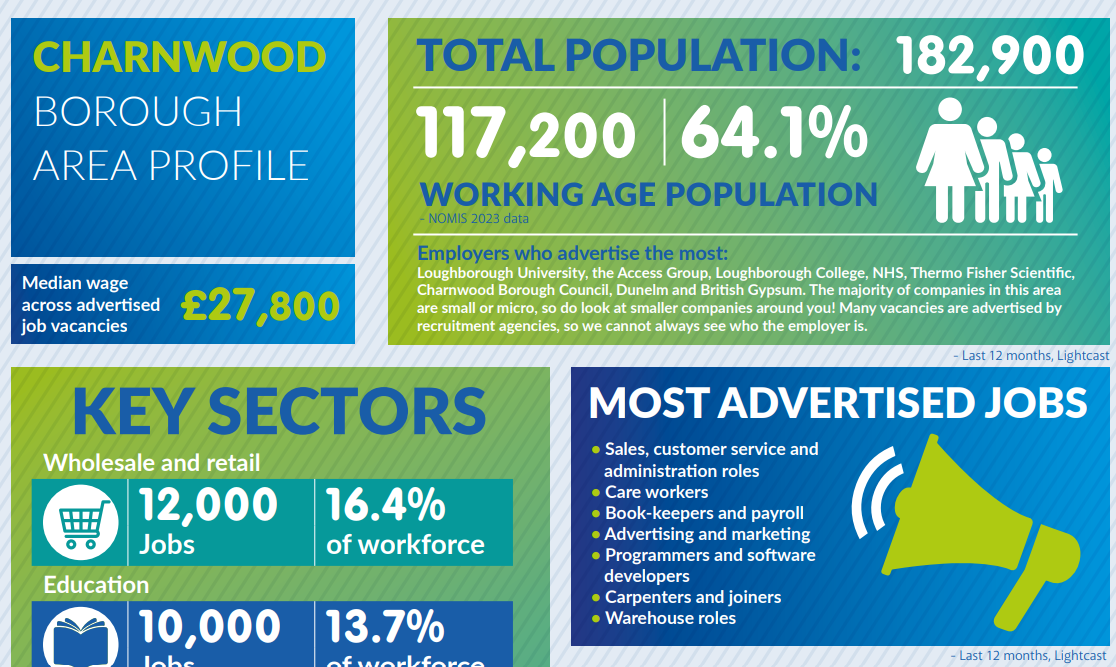 CHARNWOOD
BOROUGH
AREA PROFILE
Median wage
across advertised
job vacancies
£27,800
TOTAL POPULATION: 182,900
117,200 64.1%
WORKING AGE POPULATION
- NOMIS 2023 data
Employers who advertise the most:
Loughborough University, the Access Group, Loughborough College, NHS, Thermo Fisher Scientific,
Charnwood Borough Council, Dunelm and British Gypsum. The majority of companies in this area
are small or micro, so do look at smaller companies around you! Many vacancies are advertised by
recruitment agencies, so we cannot always see who the employer is.
- Last 12 months, Lightcast
KEY SECTORS
Wholesale and retail
12,000 16.4%
Jobs of workforce
Education
10,000 13.7%
Jobs of workforce
MOST ADVERTISED JOBS
• Sales, customer service and
administration roles
• Care workers
• Book-keepers and payroll
• Advertising and marketing
• Programmers and software
developers
• Carpenters and joiners
• Warehouse roles
- Last 12 months, Lightcast